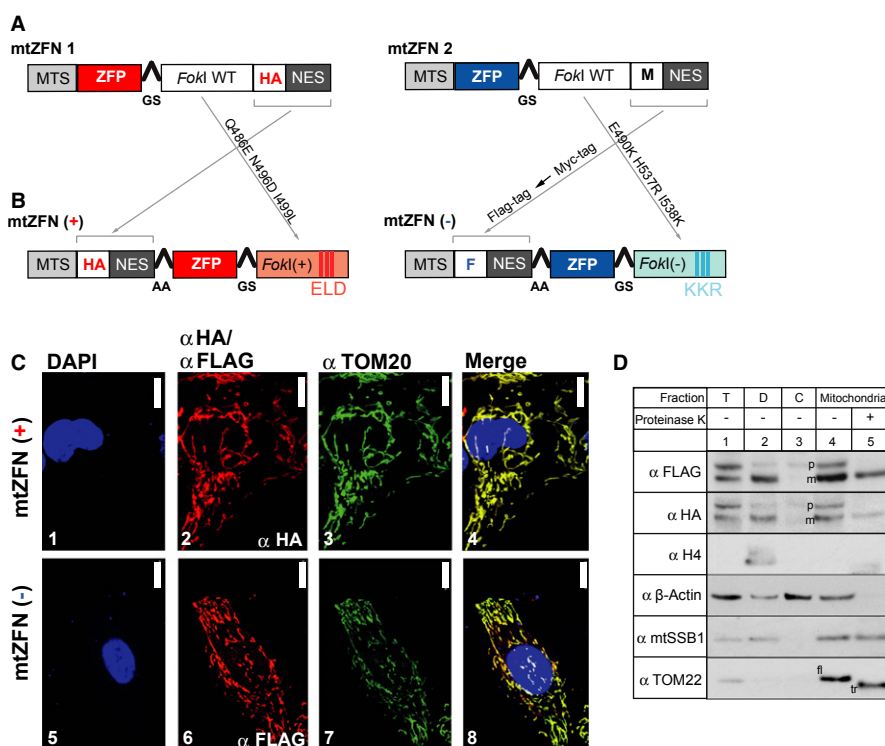 A
mtZFN 1
MTS ZFP FokI WT HA NES
GS
mtZFN 2
MTS ZFP FokI WT M NES
GS
Q486E N496D I499L
E490K H537R I538K
Flag-tag ← Myc-tag
B
mtZFN (+)
MTS HA NES ZFP FokI(+)
AA GS ELD
mtZFN (-)
MTS F NES ZFP FokI(-)
AA GS KKR
C
DAPI
α HA/
α FLAG
α TOM20
Merge
mtZFN (+)
1
2 α HA
3
4
mtZFN (-)
5
6 α FLAG
7
8
D
Fraction T D C Mitochondria
Proteinase K - - - - +
1 2 3 4 5
α FLAG p m
α HA p m
α H4
α β-Actin
α mtSSB1
α TOM22 fl tr